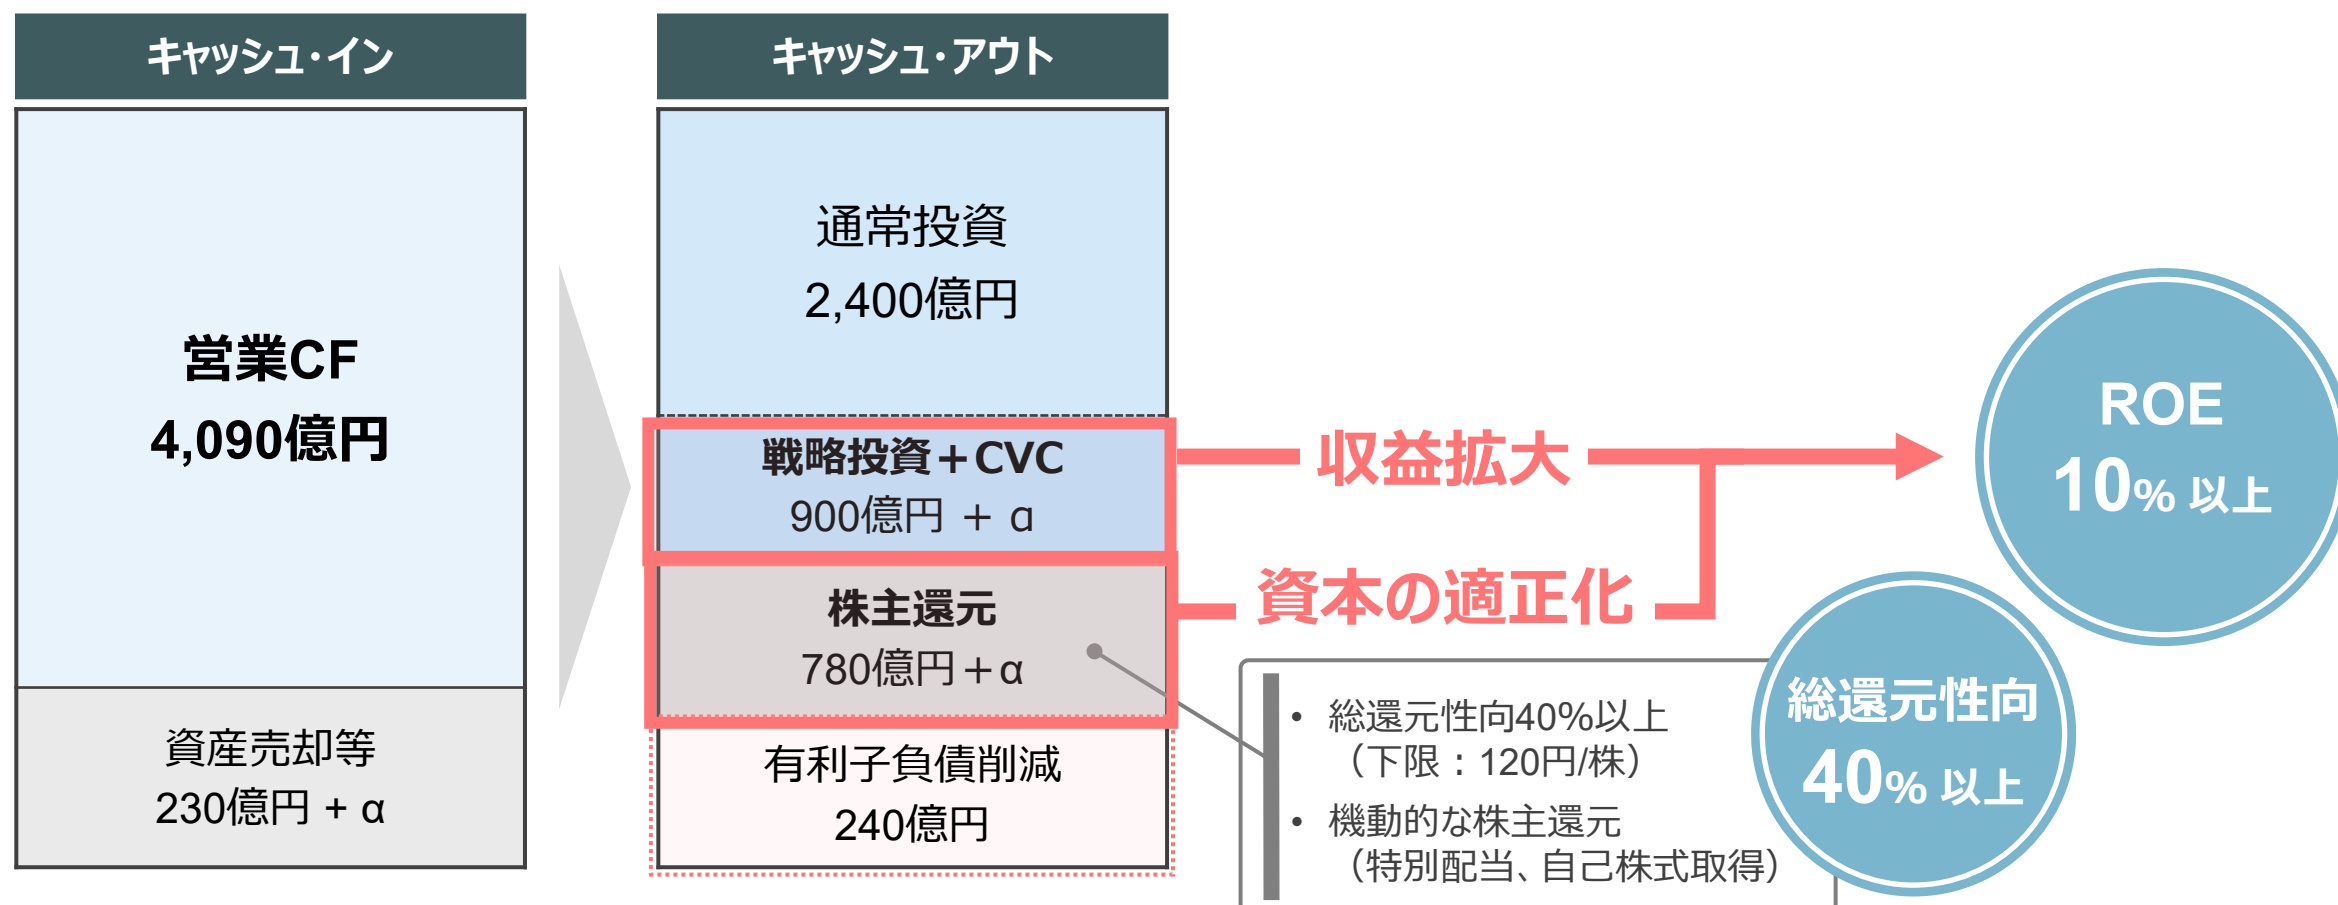 キャッシュ・イン
営業CF
4,090億円
資産売却等
230億円 + α
キャッシュ・アウト
通常投資
2,400億円
戦略投資＋CVC
900億円 ＋ α
株主還元
780億円＋α
有利子負債削減
240億円
収益拡大
資本の適正化
• 総還元性向40%以上
（下限：120円/株）
• 機動的な株主還元
（特別配当、自己株式取得）
ROE
10% 以上
総還元性向
40% 以上